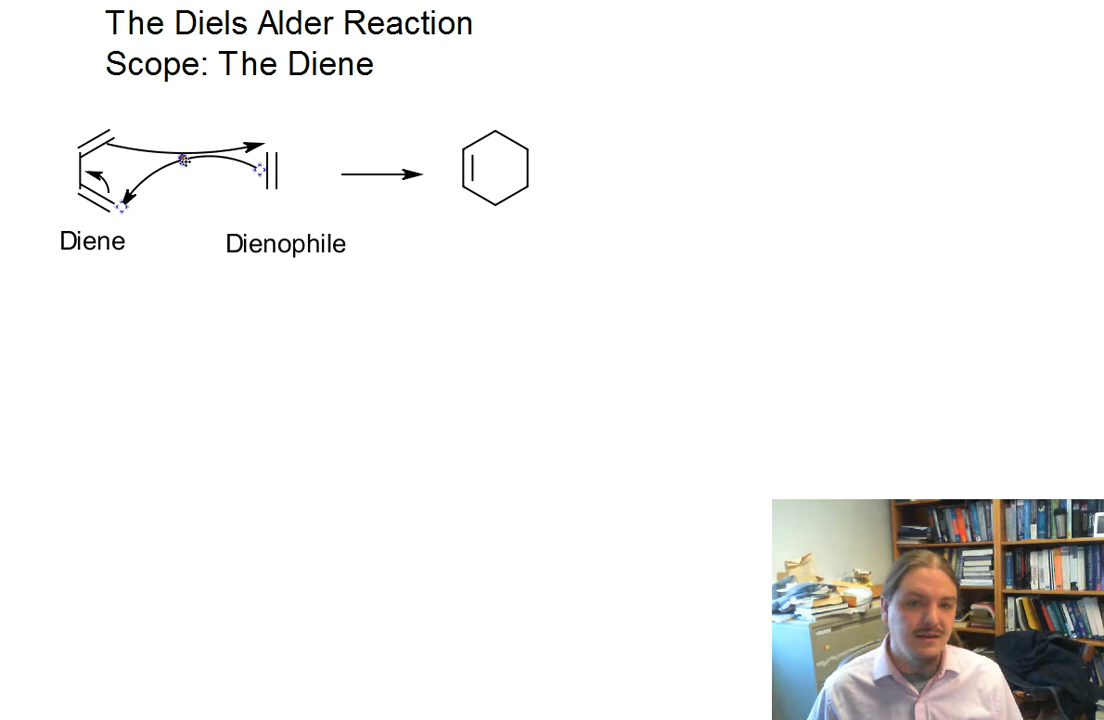 The Diels Alder Reaction
Scope: The Diene
Diene
Dienophile